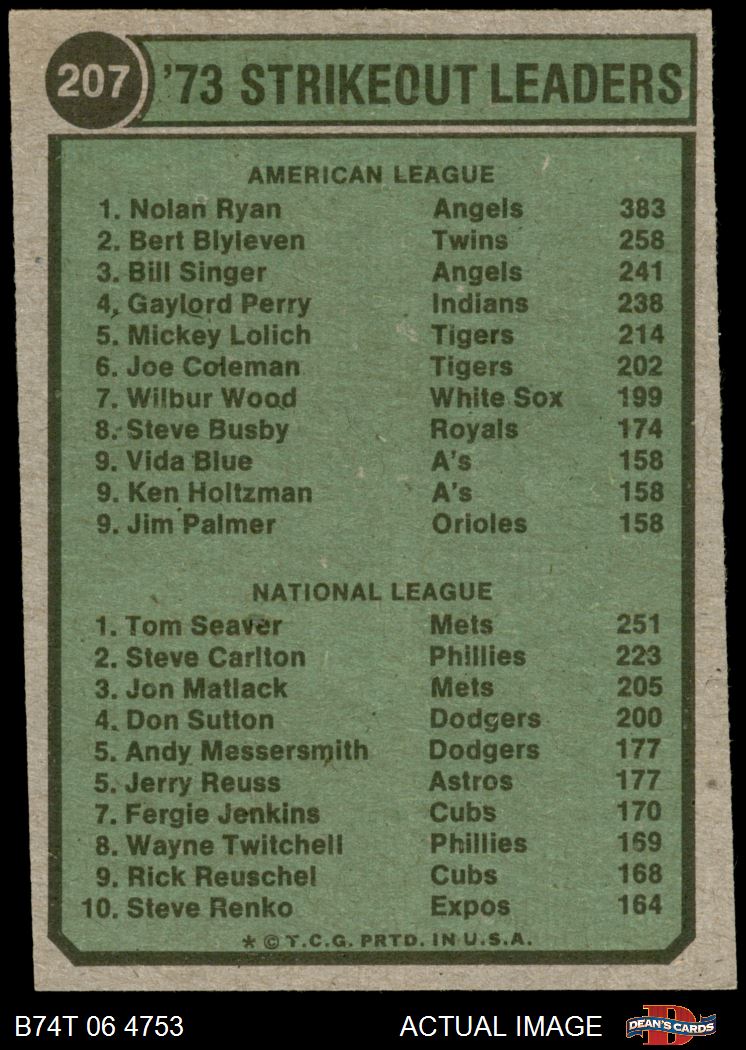 207 '73 STRIKEOUT LEADERS
AMERICAN LEAGUE
1. Nolan Ryan Angels 383
2. Bert Blyleven Twins 258
3. Bill Singer Angels 241
4. Gaylord Perry Indians 238
5. Mickey Lolich Tigers 214
6. Joe Coleman Tigers 202
7. Wilbur Wood White Sox 199
8. Steve Busby Royals 174
9. Vida Blue A's 158
9. Ken Holtzman A's 158
9. Jim Palmer Orioles 158
NATIONAL LEAGUE
1. Tom Seaver Mets 251
2. Steve Carlton Phillies 223
3. Jon Matlack Mets 205
4. Don Sutton Dodgers 200
5. Andy Messersmith Dodgers 177
5. Jerry Reuss Astros 177
7. Fergie Jenkins Cubs 170
8. Wayne Twitchell Phillies 169
9. Rick Reuschel Cubs 168
10. Steve Renko Expos 164
* © T.C.G. PRTD. IN U.S.A.
B74T 06 4753 ACTUAL IMAGE D DEAN'S CARDS